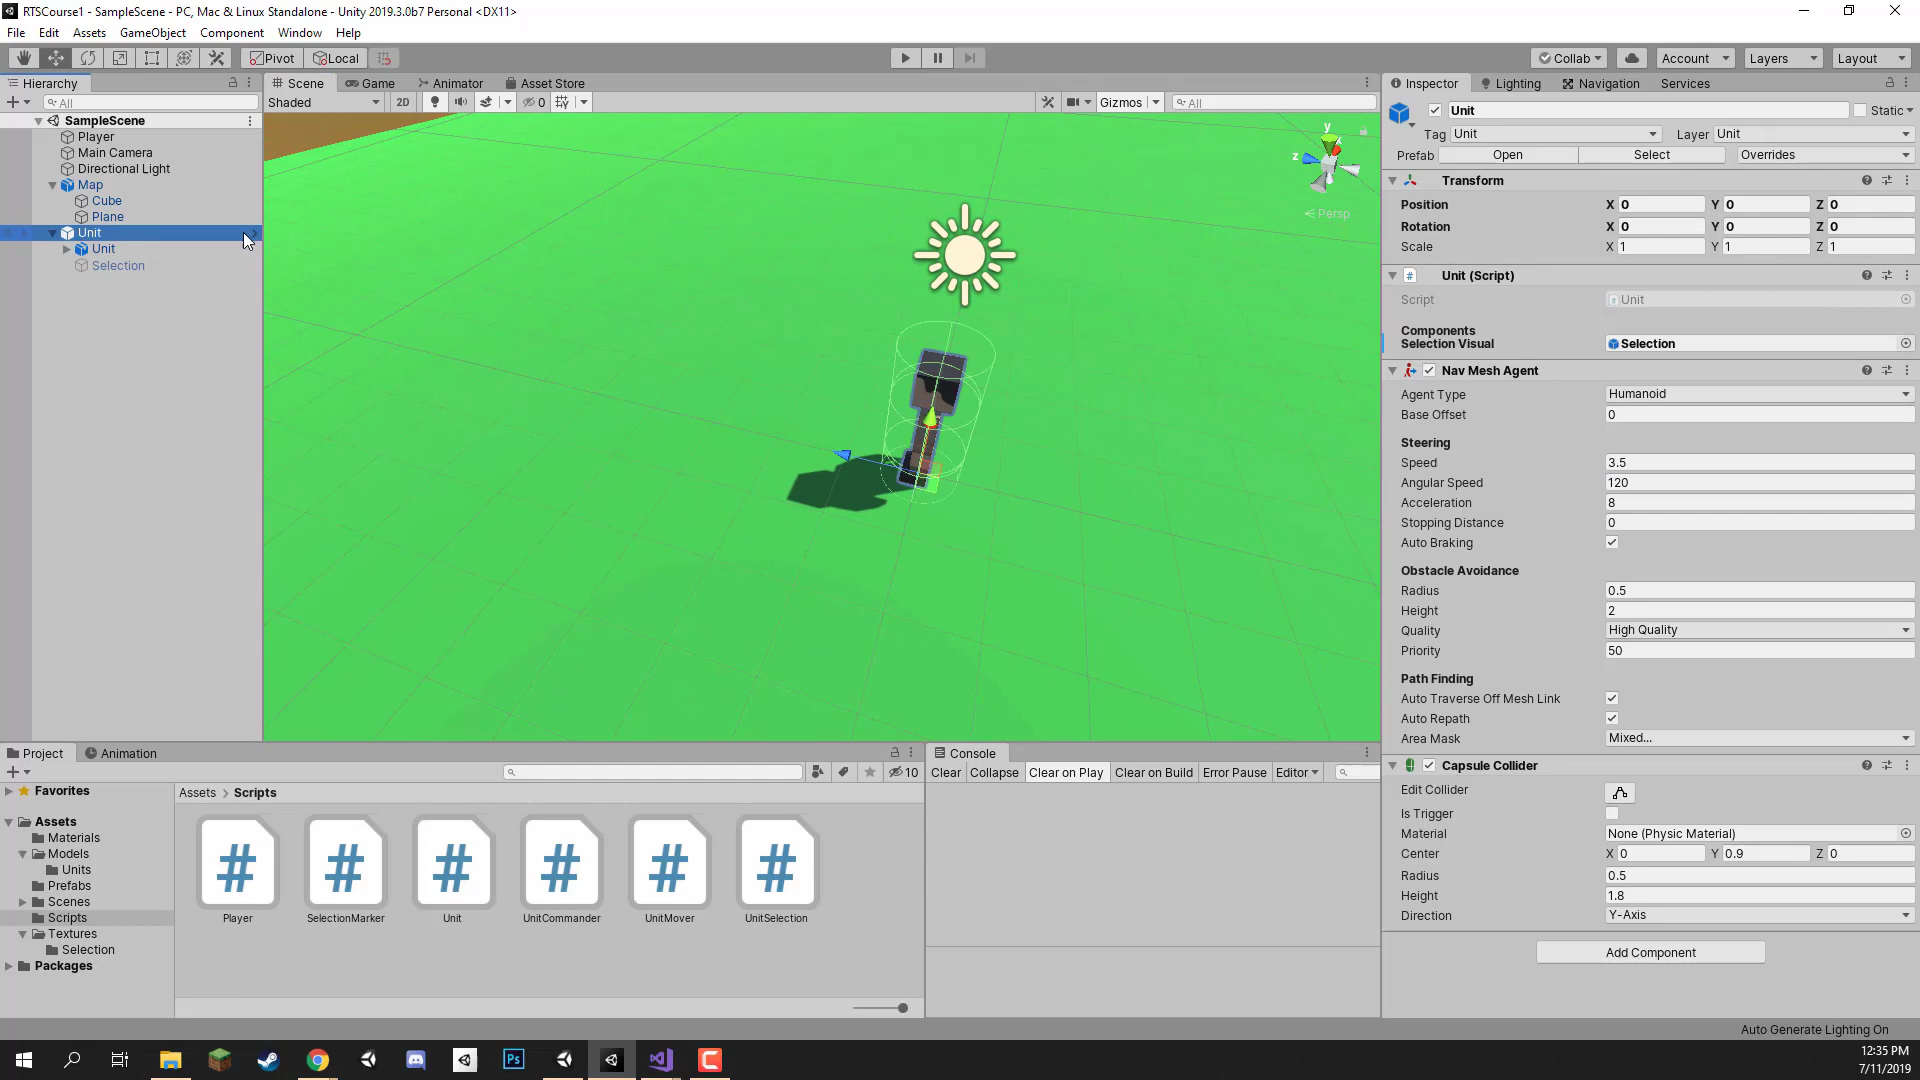 RTSCourse1 - SampleScene - PC, Mac & Linux Standalone - Unity 2019.3.0b7 Personal <DX11>
File Edit Assets GameObject Component Window Help
Pivot Local Collab Account Layers Layout
Hierarchy
All
SampleScene
Player
Main Camera
Directional Light
Map
Cube
Plane
Unit
Unit
Selection
Scene Game Animator Asset Store
Shaded 2D 0 Gizmos All
y
z
Persp
Inspector Lighting Navigation Services
Unit Static
Tag Unit Layer Unit
Prefab Open Select Overrides
Transform
Position X 0 Y 0 Z 0
Rotation X 0 Y 0 Z 0
Scale X 1 Y 1 Z 1
# Unit (Script)
Script Unit
Components
Selection Visual Selection
Nav Mesh Agent
Agent Type Humanoid
Base Offset 0
Steering
Speed 3.5
Angular Speed 120
Acceleration 8
Stopping Distance 0
Auto Braking
Obstacle Avoidance
Radius 0.5
Height 2
Quality High Quality
Priority 50
Path Finding
Auto Traverse Off Mesh Link
Auto Repath
Area Mask Mixed...
Capsule Collider
Edit Collider
Is Trigger
Material None (Physic Material)
Center X 0 Y 0.9 Z 0
Radius 0.5
Height 1.8
Direction Y-Axis
Add Component
Project Animation
10
Favorites
Assets
Materials
Models
Units
Prefabs
Scenes
Scripts
Textures
Selection
Packages
Assets > Scripts
# # # # # #
Player SelectionMarker Unit UnitCommander UnitMover UnitSelection
Console
Clear Collapse Clear on Play Clear on Build Error Pause Editor
Auto Generate Lighting On
Ps
12:35 PM
7/11/2019